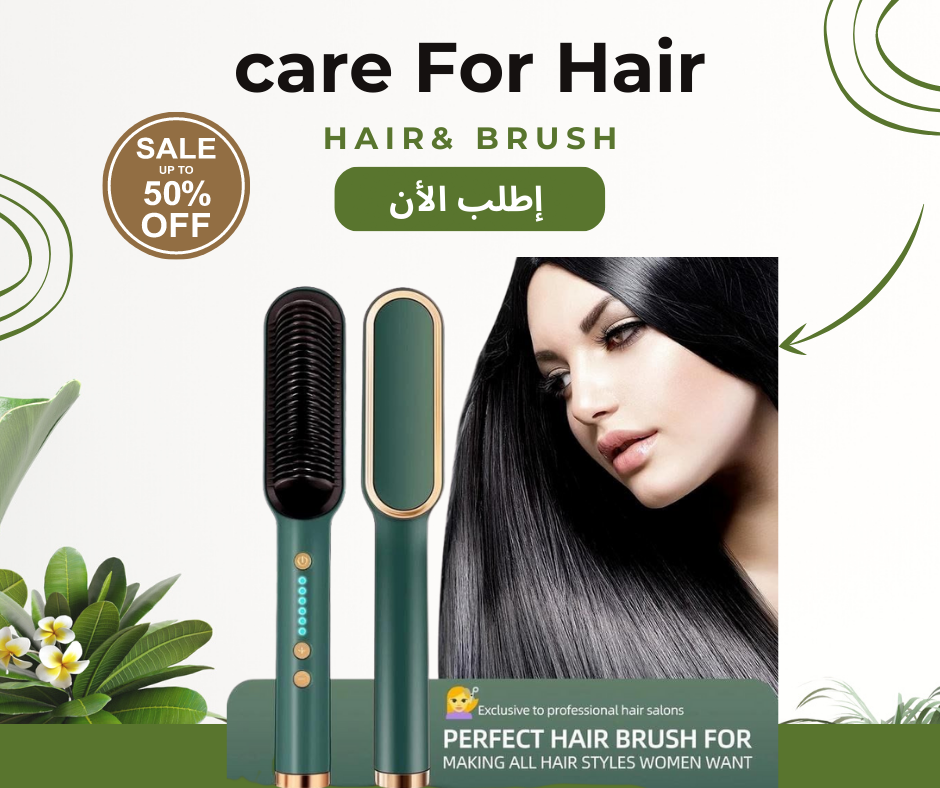 care For Hair
HAIR& BRUSH
SALE
UP TO
50%
OFF
إطلب الأن
Exclusive to professional hair salons
PERFECT HAIR BRUSH FOR
MAKING ALL HAIR STYLES WOMEN WANT